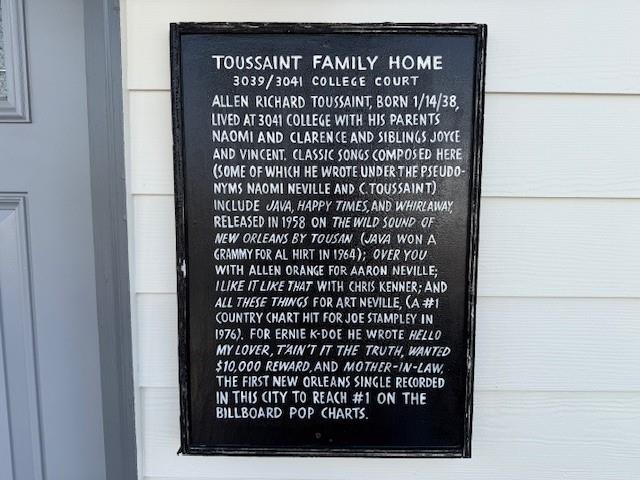 TOUSSAINT FAMILY HOME
3039/3041 COLLEGE COURT
ALLEN RICHARD TOUSSAINT, BORN 1/14/38,
LIVED AT 3041 COLLEGE WITH HIS PARENTS
NAOMI AND CLARENCE AND SIBLINGS JOYCE
AND VINCENT. CLASSIC SONGS COMPOSED HERE
(SOME OF WHICH HE WROTE UNDER THE PSEUDO-
NYMS NAOMI NEVILLE AND C. TOUSSAINT)
INCLUDE JAVA, HAPPY TIMES, AND WHIRLAWAY,
RELEASED IN 1958 ON THE WILD SOUND OF
NEW ORLEANS BY TOUSAN (JAVA WON A
GRAMMY FOR AL HIRT IN 1964); OVER YOU
WITH ALLEN ORANGE FOR AARON NEVILLE;
I LIKE IT LIKE THAT WITH CHRIS KENNER; AND
ALL THESE THINGS FOR ART NEVILLE, (A #1
COUNTRY CHART HIT FOR JOE STAMPLEY IN
1976). FOR ERNIE K-DOE HE WROTE HELLO
MY LOVER, T'AIN'T IT THE TRUTH, WANTED
$10,000 REWARD, AND MOTHER-IN-LAW,
THE FIRST NEW ORLEANS SINGLE RECORDED
IN THIS CITY TO REACH #1 ON THE
BILLBOARD POP CHARTS.